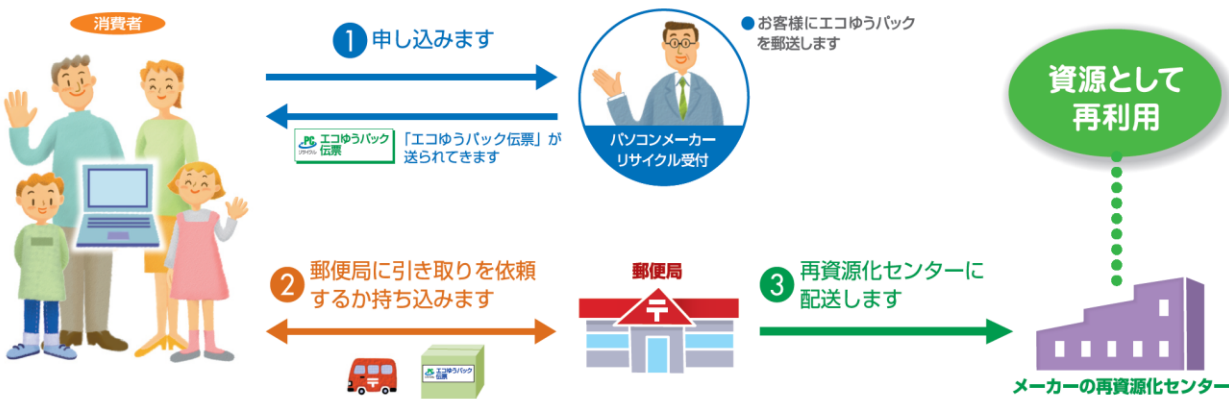 消費者
1 申し込みます
PC
リサイクル
エコゆうパック
伝票
「エコゆうパック伝票」が
送られてきます
パソコンメーカー
リサイクル受付
●お客様にエコゆうパック
を郵送します
資源として
再利用
2 郵便局に引き取りを依頼
するか持ち込みます
エコゆうパック
伝票
郵便局
〒
3 再資源化センターに
配送します
メーカーの再資源化センター